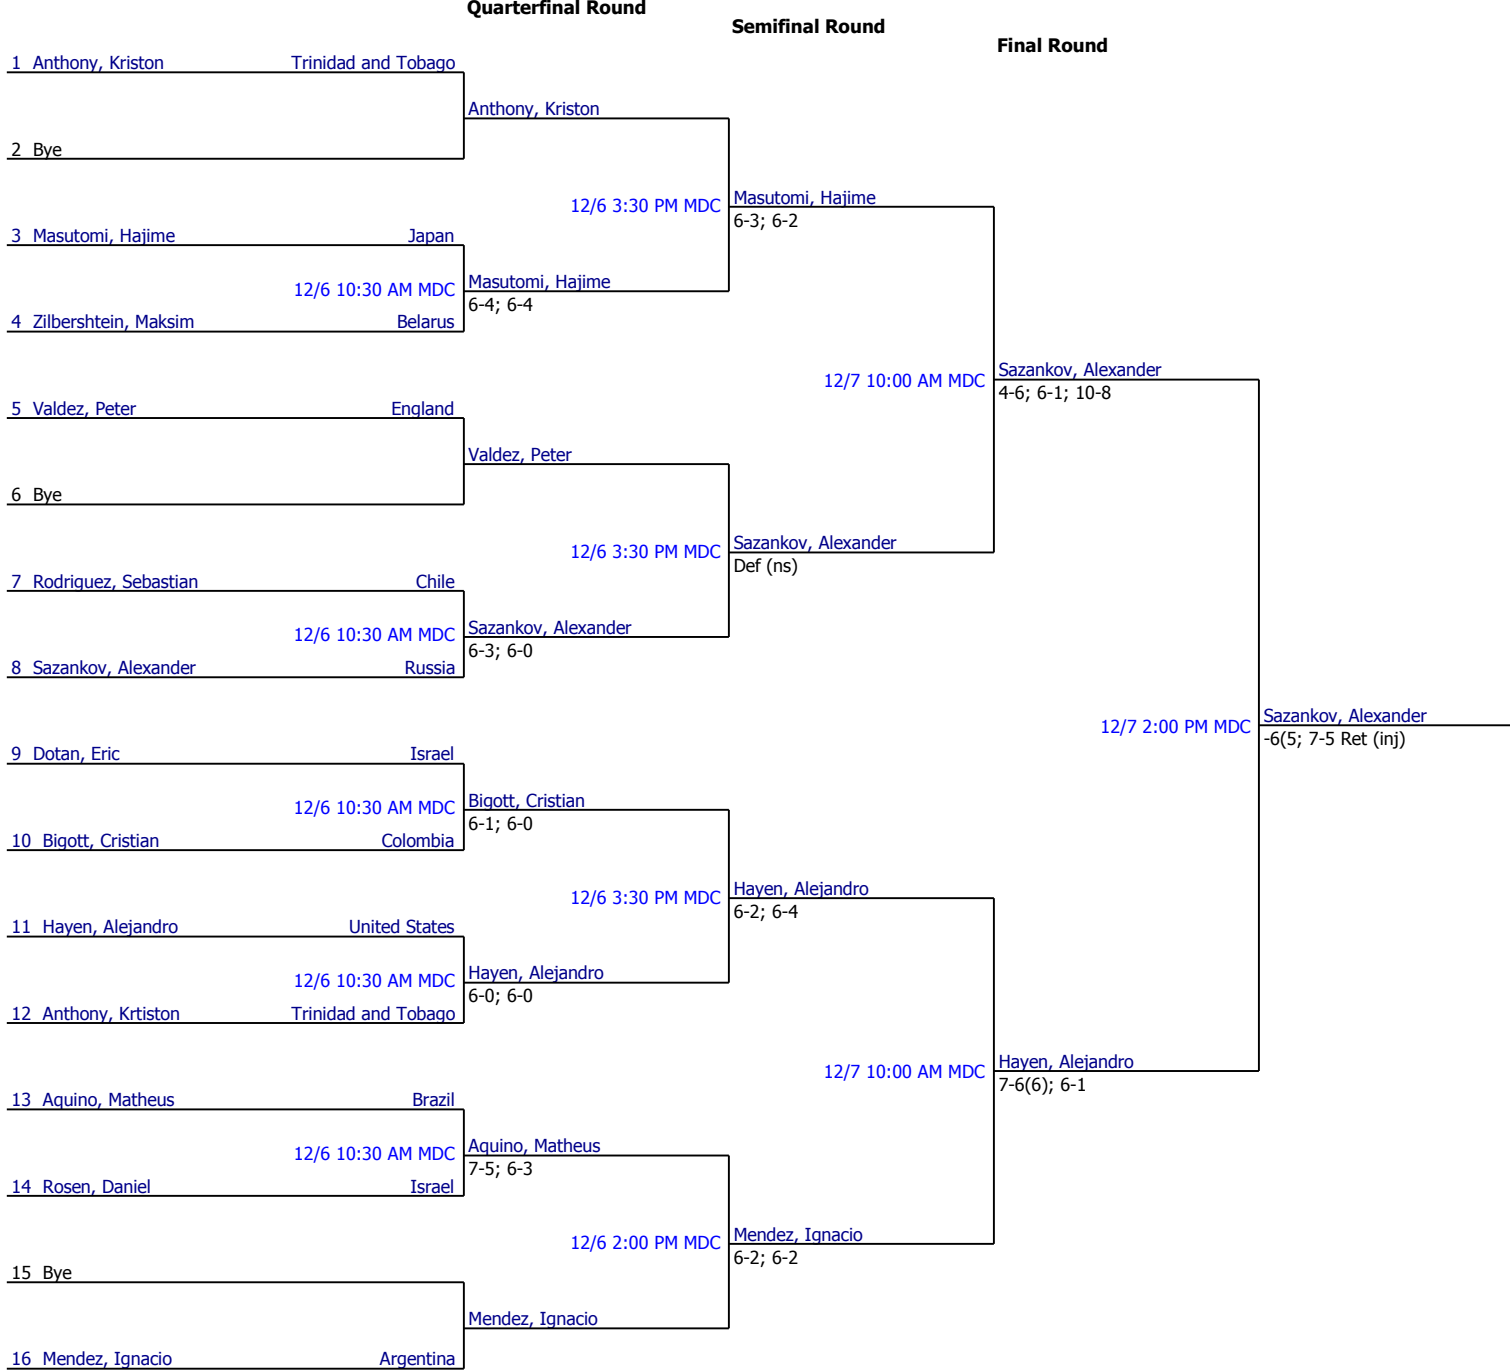 Quarterfinal Round
Semifinal Round
Final Round
1 Anthony, Kriston Trinidad and Tobago
Anthony, Kriston
2 Bye
12/6 3:30 PM MDC Masutomi, Hajime
6-3; 6-2
3 Masutomi, Hajime Japan
12/6 10:30 AM MDC Masutomi, Hajime
6-4; 6-4
4 Zilbershtein, Maksim Belarus
12/7 10:00 AM MDC Sazankov, Alexander
4-6; 6-1; 10-8
5 Valdez, Peter England
Valdez, Peter
6 Bye
12/6 3:30 PM MDC Sazankov, Alexander
Def (ns)
7 Rodriguez, Sebastian Chile
12/6 10:30 AM MDC Sazankov, Alexander
6-3; 6-0
8 Sazankov, Alexander Russia
12/7 2:00 PM MDC Sazankov, Alexander
-6(5; 7-5 Ret (inj)
9 Dotan, Eric Israel
12/6 10:30 AM MDC Bigott, Cristian
6-1; 6-0
10 Bigott, Cristian Colombia
12/6 3:30 PM MDC Hayen, Alejandro
6-2; 6-4
11 Hayen, Alejandro United States
12/6 10:30 AM MDC Hayen, Alejandro
6-0; 6-0
12 Anthony, Krtiston Trinidad and Tobago
12/7 10:00 AM MDC Hayen, Alejandro
7-6(6); 6-1
13 Aquino, Matheus Brazil
12/6 10:30 AM MDC Aquino, Matheus
7-5; 6-3
14 Rosen, Daniel Israel
12/6 2:00 PM MDC Mendez, Ignacio
6-2; 6-2
15 Bye
Mendez, Ignacio
16 Mendez, Ignacio Argentina